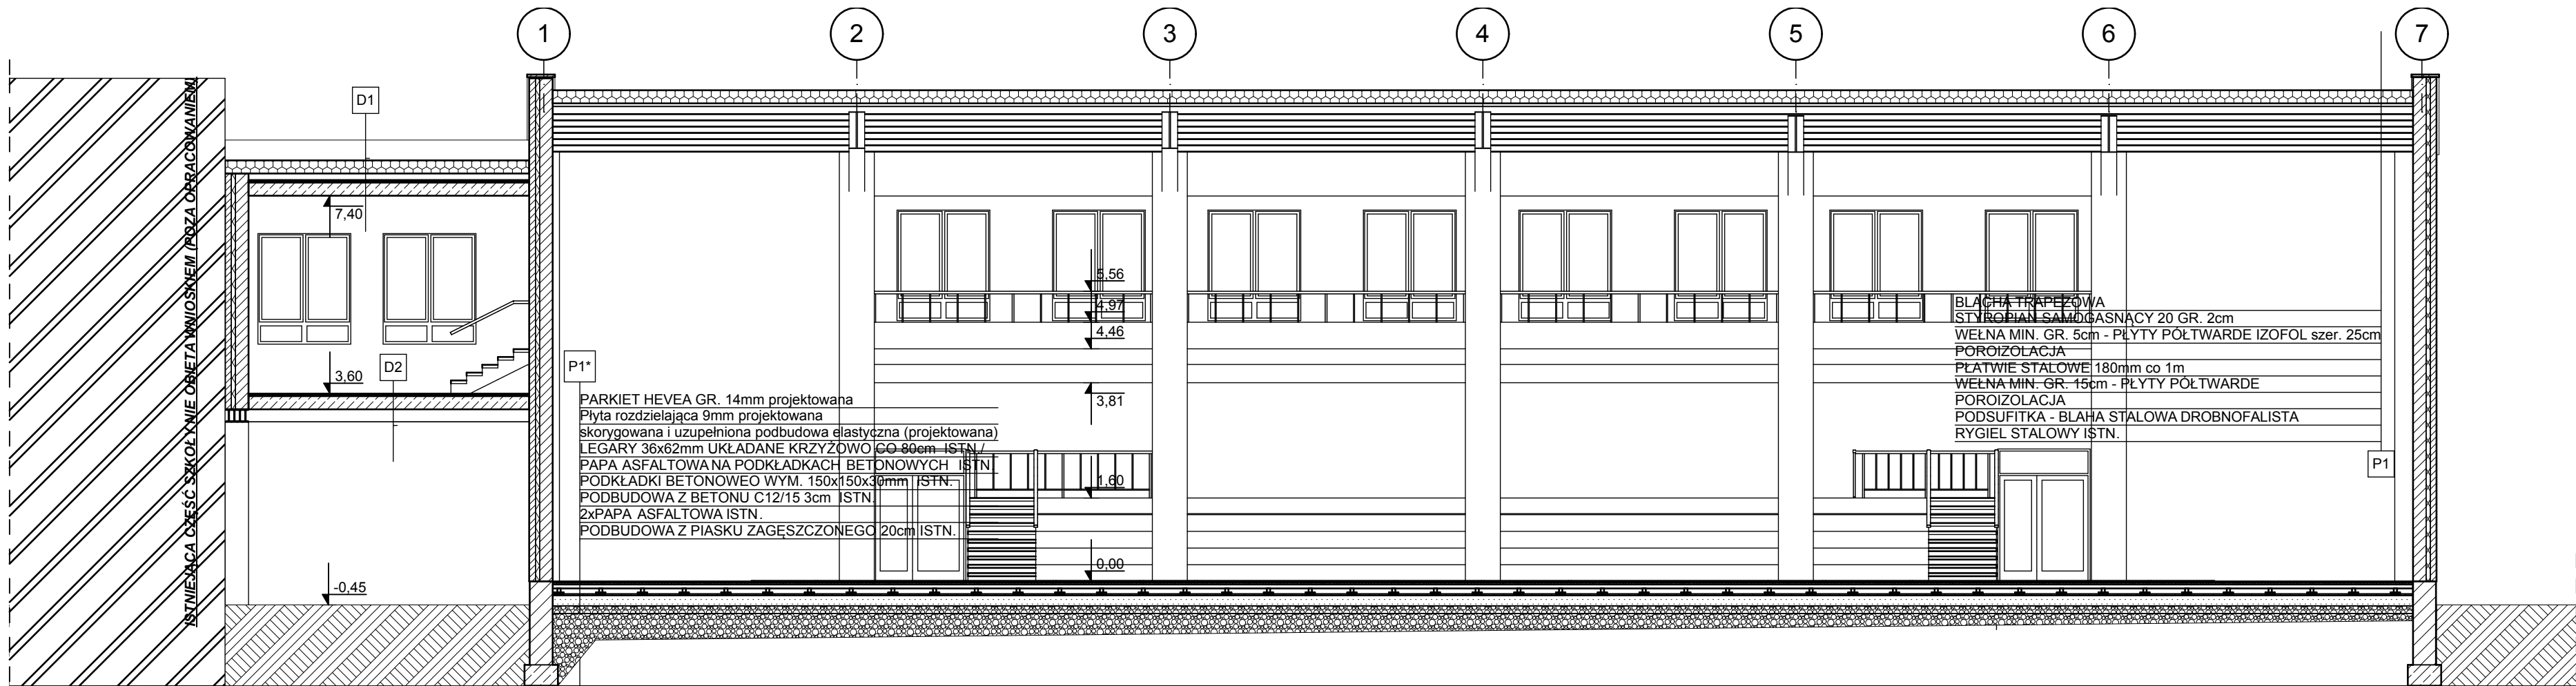 1
2
3
4
5
6
7
D1
7,40
5,56
4,97
4,46
3,81
3,60
D2
1,60
0,00
-0,45
ISTNIEJĄCA CZĘŚĆ SZKOŁY NIE OBJĘTA WNIOSKIEM (POZA OPRACOWANIEM)
P1*
PARKIET HEVEA GR. 14mm projektowana
Płyta rozdzielająca 9mm projektowana
skorygowana i uzupełniona podbudowa elastyczna (projektowana)
LEGARY 36x62mm UKŁADANE KRZYŻOWO CO 80cm ISTN./
PAPA ASFALTOWA NA PODKŁADKACH BETONOWYCH ISTN.
PODKŁADKI BETONOWEO WYM. 150x150x30mm ISTN.
PODBUDOWA Z BETONU C12/15 3cm ISTN.
2xPAPA ASFALTOWA ISTN.
PODBUDOWA Z PIASKU ZAGĘSZCZONEGO 20cm ISTN.
BLACHA TRAPEZOWA
STYROPIAN SAMOGASNĄCY 20 GR. 2cm
WEŁNA MIN. GR. 5cm - PŁYTY PÓŁTWARDE IZOFOL szer. 25cm
POROIZOLACJA
PŁATWIE STALOWE 180mm co 1m
WEŁNA MIN. GR. 15cm - PŁYTY PÓŁTWARDE
POROIZOLACJA
PODSUFITKA - BLAHA STALOWA DROBNOFALISTA
RYGIEL STALOWY ISTN.
P1